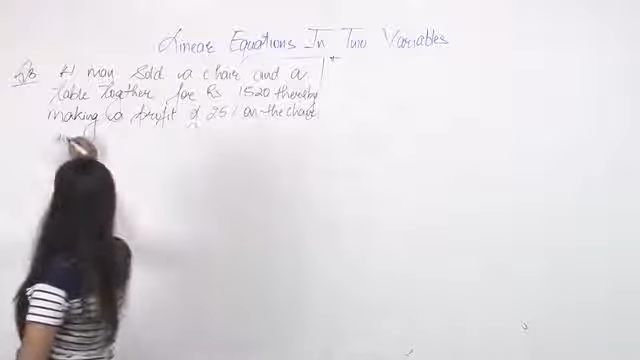 Linear Equations In Two Variables
A man sold a chair and a
table together for Rs 1520 thereby
making a profit of 25% on the chair